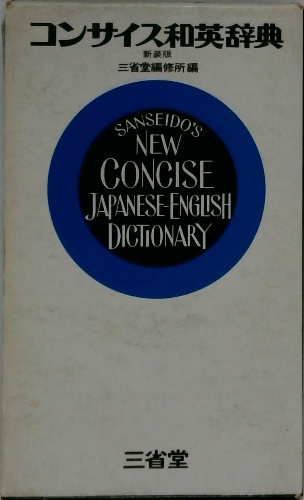 コンサイス和英辞典
新装版
三省堂編修所編
SANSEIDO'S
NEW
CONCISE
JAPANESE-ENGLISH
DICTIONARY
三省堂